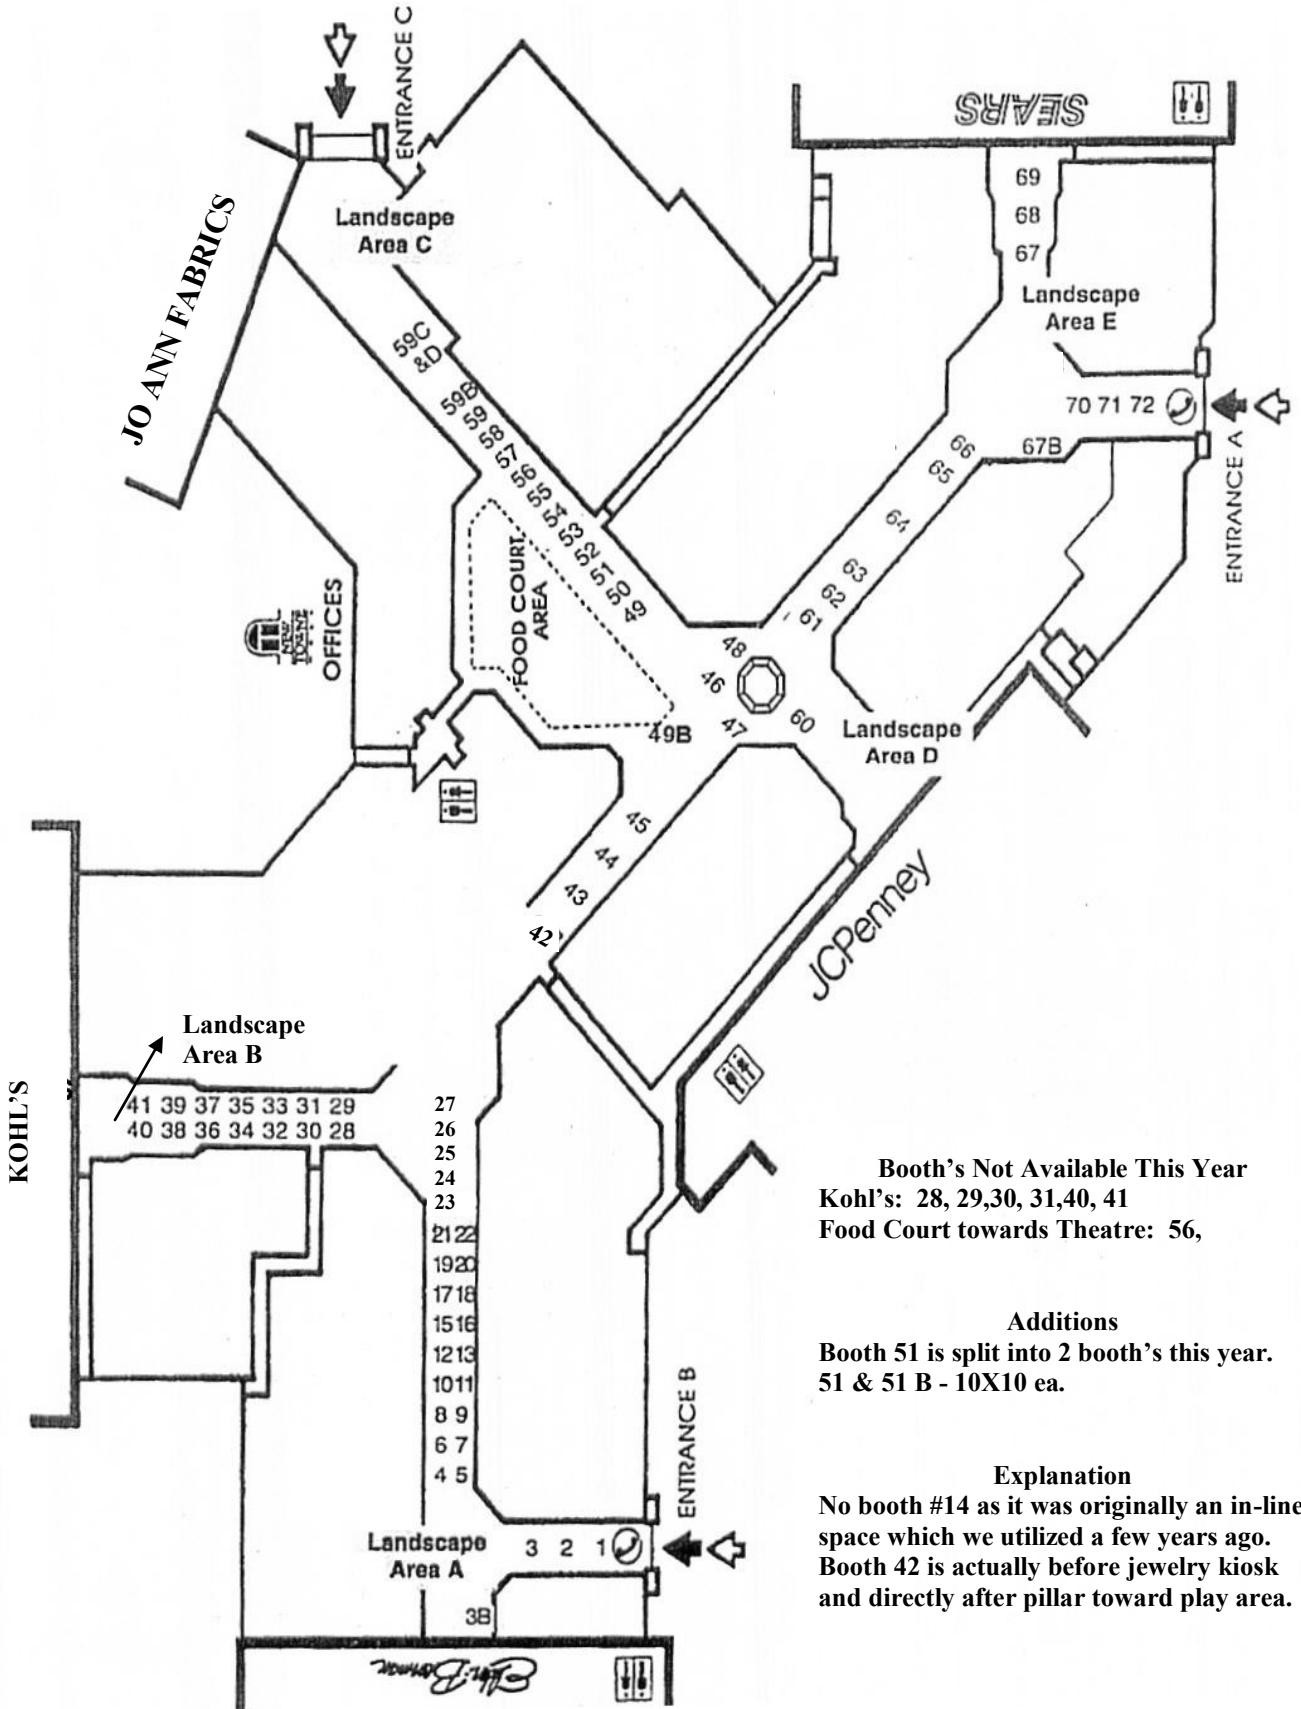 ENTRANCE C
SEARS
Landscape
Area C
JO ANN FABRICS
69
68
67
Landscape
Area E
59C
&D
59B
59
58
57
56
55
54
53
52
51
50
49
70 71 72
67B
66
65
64
63
62
61
ENTRANCE A
FOOD COURT
AREA
NEW
TOWNE
OFFICES
48
46
47
60
49B
Landscape
Area D
45
44
43
42
JCPenney
Landscape
Area B
KOHL'S
41 39 37 35 33 31 29
40 38 36 34 32 30 28
27
26
25
24
23
21 22
19 20
17 18
15 16
12 13
10 11
8 9
6 7
4 5
ENTRANCE B
Landscape
Area A
3 2 1
3B
Elder-Beerman
Booth's Not Available This Year
Kohl's: 28, 29,30, 31,40, 41
Food Court towards Theatre: 56,
Additions
Booth 51 is split into 2 booth's this year.
51 & 51 B - 10X10 ea.
Explanation
No booth #14 as it was originally an in-line
space which we utilized a few years ago.
Booth 42 is actually before jewelry kiosk
and directly after pillar toward play area.